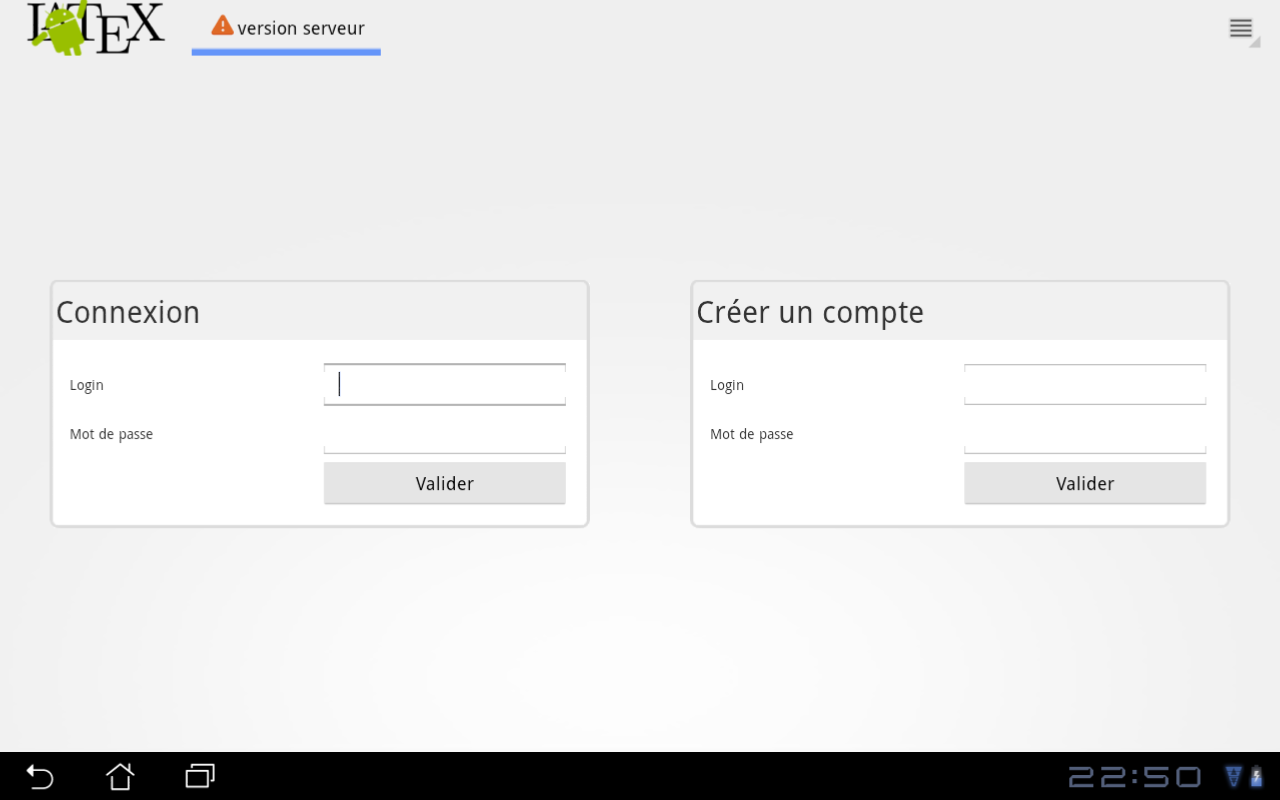 LATEX
version serveur
Connexion
Login
Mot de passe
Valider
Créer un compte
Login
Mot de passe
Valider
22:50